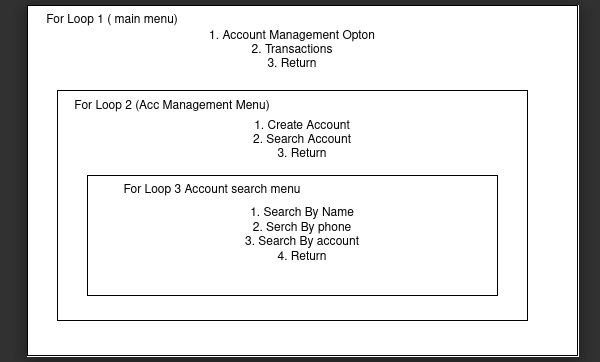 For Loop 1 ( main menu)
1. Account Management Opton
2. Transactions
3. Return
For Loop 2 (Acc Management Menu)
1. Create Account
2. Search Account
3. Return
For Loop 3 Account search menu
1. Search By Name
2. Serch By phone
3. Search By account
4. Return